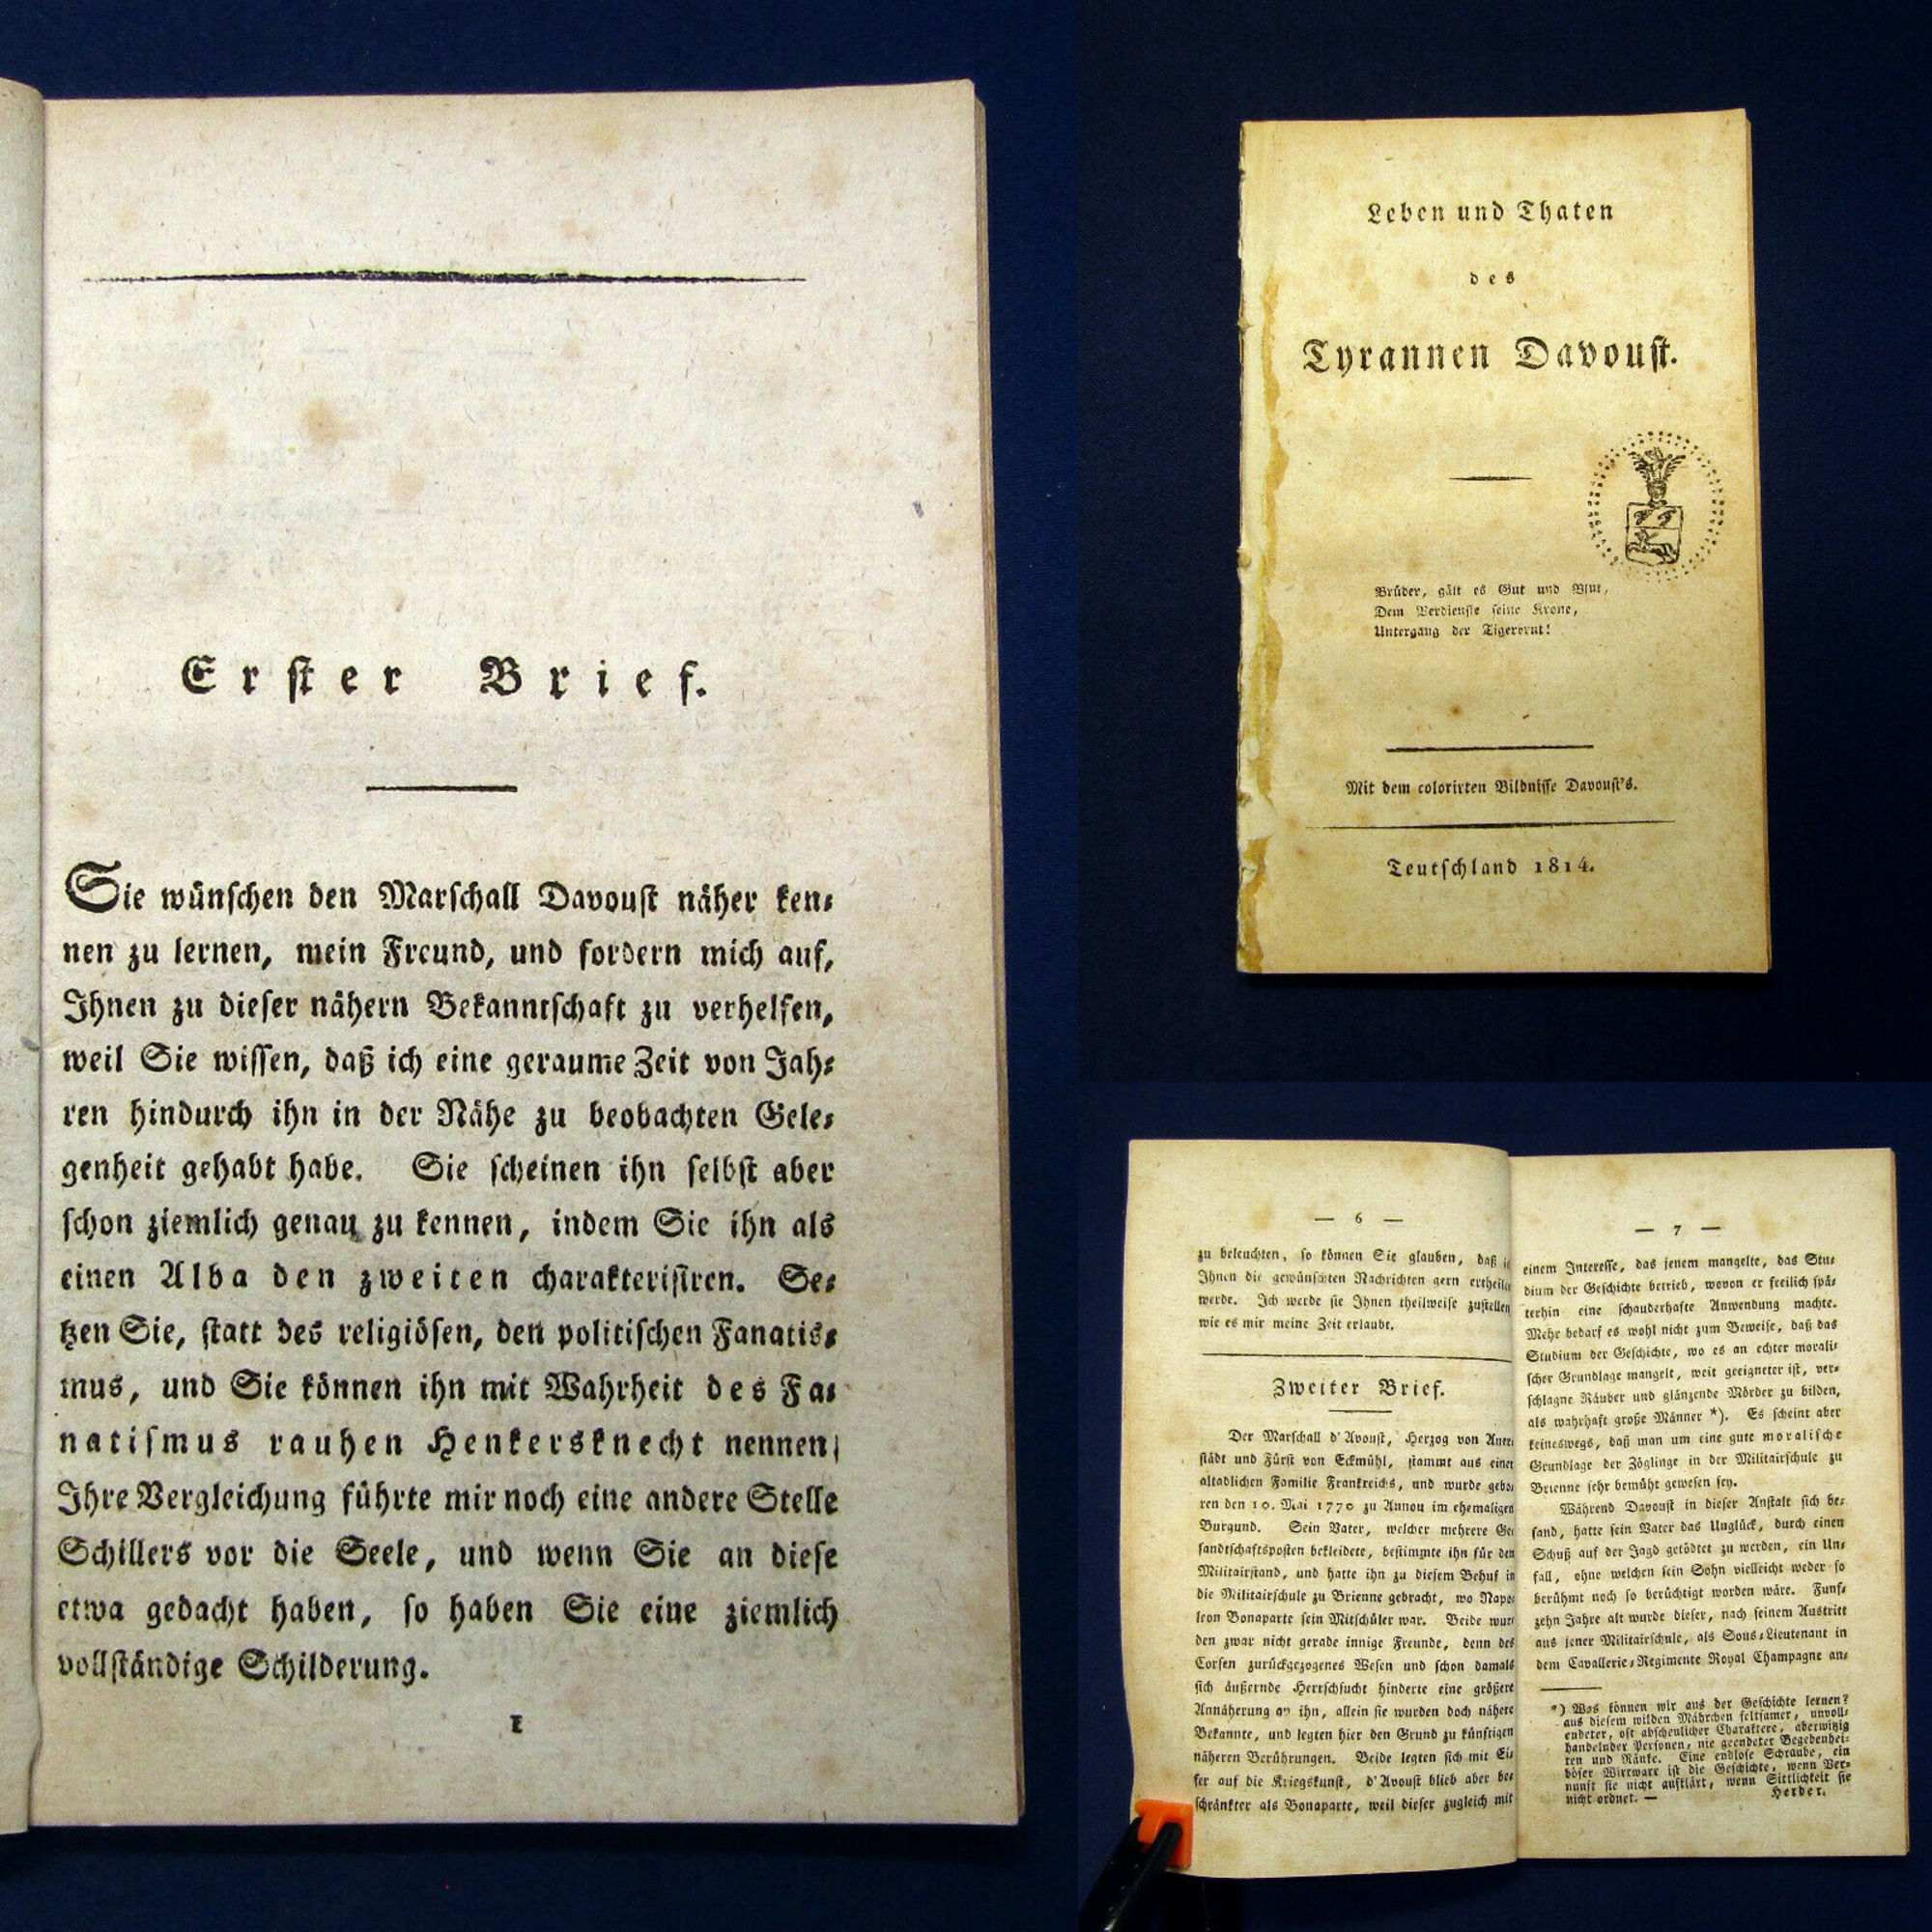 Erster Brief.
Sie wünschen den Marschall Davoust näher ken-
nen zu lernen, mein Freund, und fordern mich auf,
Ihnen zu dieser nähern Bekanntschaft zu verhelfen,
weil Sie wissen, daß ich eine geraume Zeit von Jah-
ren hindurch ihn in der Nähe zu beobachten Gele-
genheit gehabt habe. Sie scheinen ihn selbst aber
schon ziemlich genau zu kennen, indem Sie ihn als
einen Alba den zweiten charakterisiren. Se-
tzen Sie, statt des religiösen, den politischen Fanatis-
mus, und Sie können ihn mit Wahrheit des Fa-
natismus rauhen Henkersknecht nennen;
Ihre Vergleichung führte mir noch eine andere Stelle
Schillers vor die Seele, und wenn Sie an diese
etwa gedacht haben, so haben Sie eine ziemlich
vollständige Schilderung.
1
Leben und Thaten
des
Tyrannen Davoust.
Brüder, gält es Gut und Blut,
Dem Verdienste seine Krone,
Untergang der Tigerbrut!
Mit dem colorirten Bildnisse Davoust's.
Teutschland 1814.
— 6 —
zu beleuchten, so können Sie glauben, daß
Ihnen die gewünschten Nachrichten gern ertheilen
werde. Ich werde sie Ihnen theilweise zustellen
wie es mir meine Zeit erlaubt.
Zweiter Brief.
Der Marschall d'Avoust, Herzog von Auer-
städt und Fürst von Eckmühl, stammt aus einer
altadlichen Familie Frankreichs, und wurde gebo-
ren den 10. Mai 1770 zu Annou im ehemaligen
Burgund. Sein Vater, welcher mehrere Ge-
sandtschaftsposten bekleidete, bestimmte ihn für den
Militairstand, und hatte ihn zu diesem Behuf in
die Militairschule zu Brienne gebracht, wo Napo-
leon Bonaparte sein Mitschüler war. Beide wur-
den zwar nicht gerade innige Freunde, denn des
Corsen zurückgezogenes Wesen und schon damals
sich äußernde Herrschsucht hinderte eine größere
Annäherung an ihn, allein sie wurden doch nähere
Bekannte, und legten hier den Grund zu künftigen
näheren Berührungen. Beide legten sich mit Ei-
fer auf die Kriegskunst, d'Avoust blieb aber be-
schränkter als Bonaparte, weil dieser zugleich mit
— 7 —
einem Interesse, das jenem mangelte, das Stu-
dium der Geschichte betrieb, wovon er freilich spä-
terhin eine schauderhafte Anwendung machte.
Mehr bedarf es wohl nicht zum Beweise, daß das
Studium der Geschichte, wo es an echter morali-
scher Grundlage mangelt, weit geeigneter ist, ver-
schlagne Räuber und glänzende Mörder zu bilden,
als wahrhaft große Männer *). Es scheint aber
keineswegs, daß man um eine gute moralische
Grundlage der Zöglinge in der Militairschule zu
Brienne sehr bemüht gewesen sey.
Während Davoust in dieser Anstalt sich be-
fand, hatte sein Vater das Unglück, durch einen
Schuß auf der Jagd getödtet zu werden, ein Un-
fall, ohne welchen sein Sohn vielleicht weder so
berühmt noch so berüchtigt worden wäre. Funf-
zehn Jahre alt wurde dieser, nach seinem Austritt
aus jener Militairschule, als Sous-Lieutenant in
dem Cavallerie-Regimente Royal Champagne an-
*) Was können wir aus der Geschichte lernen?
aus diesem wilden Mährchen seltsamer, unvoll-
endeter, oft abscheulicher Charaktere, aberwitzig
handelnder Personen, nie geendeter Begebenhei-
ten und Ränke. Eine endlose Schraube, ein
böser Wirrwarr ist die Geschichte, wenn Ver-
nunft sie nicht aufklärt, wenn Sittlichkeit sie
nicht ordnet. — Herder.